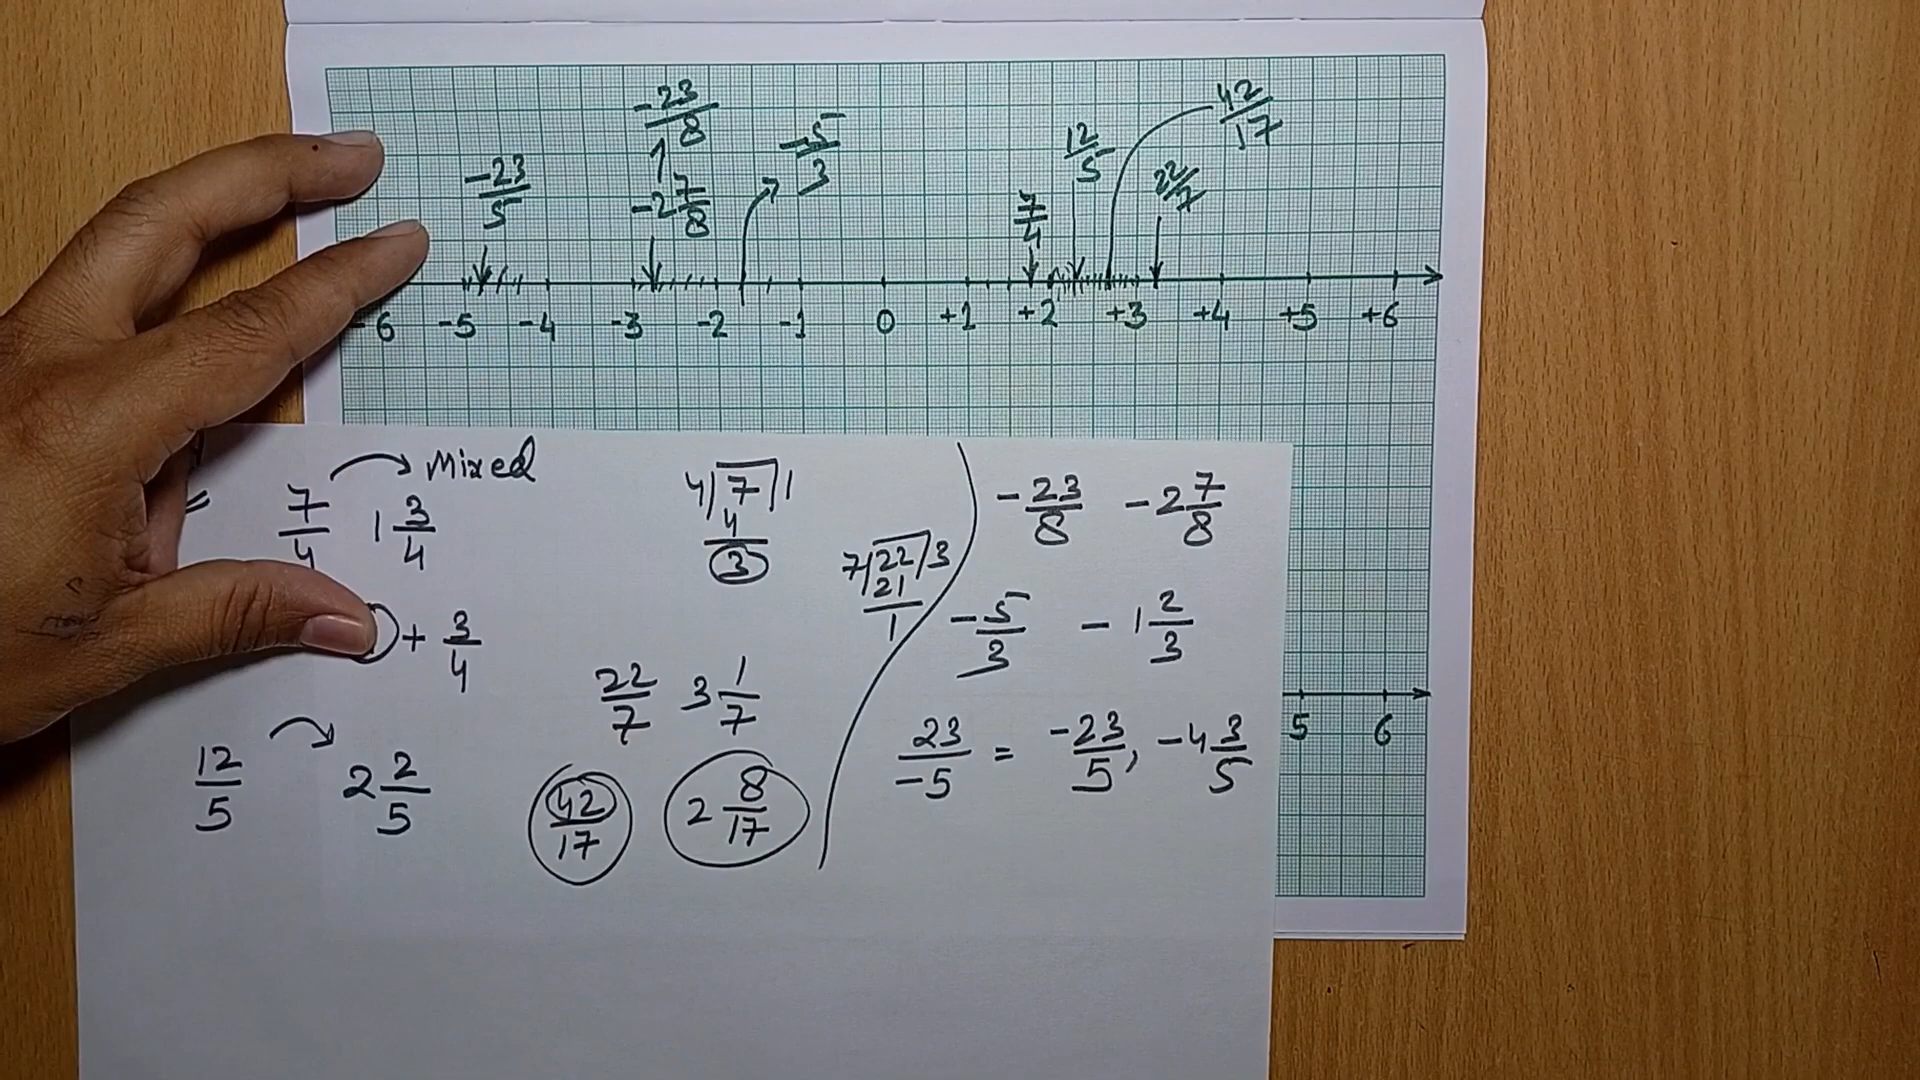 -23/8
-5/3
12/5
42/17
-23/5
-2 7/8
7/4
22/7
-6 -5 -4 -3 -2 -1 0 +1 +2 +3 +4 +5 +6
7/4 → Mixed
1 3/4
4)7(1
4
3
+ 3/4
12/5 → 2 2/5
7)22(3
21
1
22/7 3 1/7
42/17 2 8/17
-23/8 -2 7/8
-5/3 -1 2/3
23/-5 = -23/5, -4 3/5
5 6